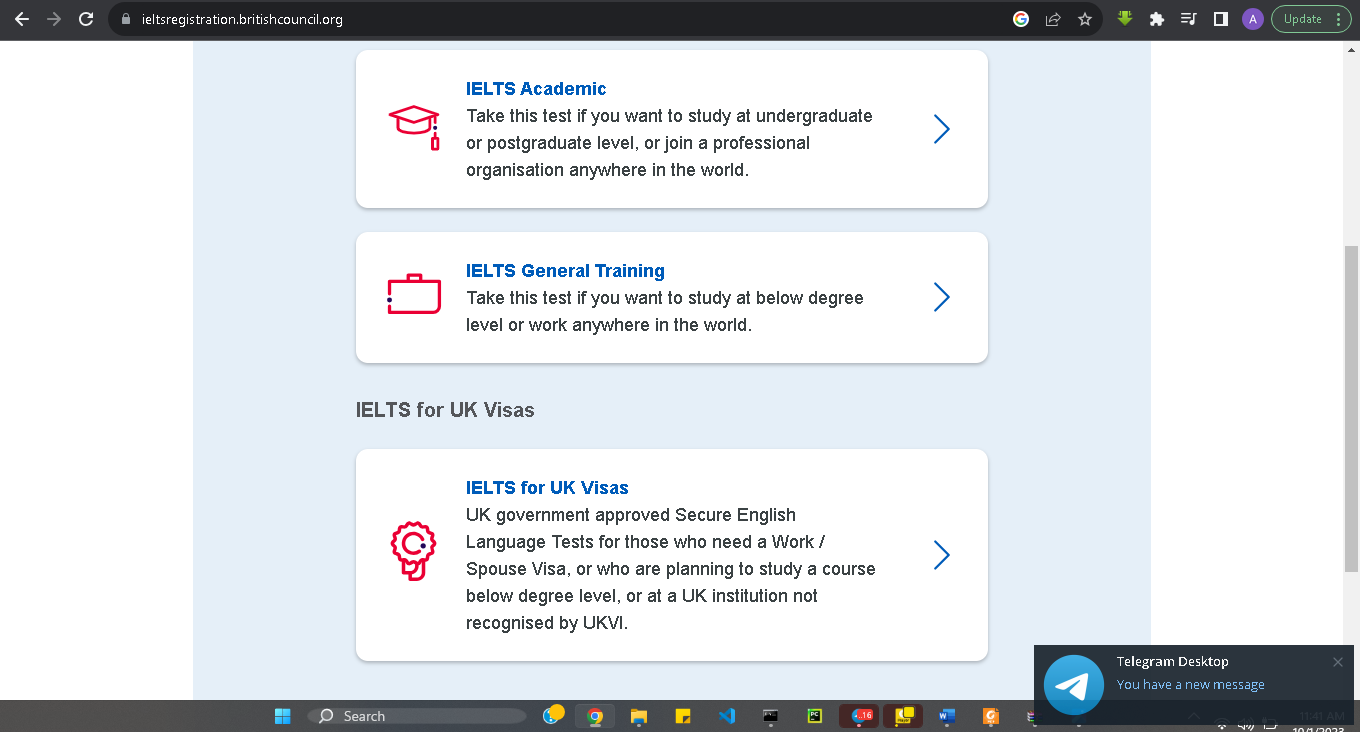 ieltsregistration.britishcouncil.org
A
Update
IELTS Academic
Take this test if you want to study at undergraduate
or postgraduate level, or join a professional
organisation anywhere in the world.
IELTS General Training
Take this test if you want to study at below degree
level or work anywhere in the world.
IELTS for UK Visas
IELTS for UK Visas
UK government approved Secure English
Language Tests for those who need a Work /
Spouse Visa, or who are planning to study a course
below degree level, or at a UK institution not
recognised by UKVI.
Telegram Desktop
You have a new message
Search
PC
16
11:41 AM
10/1/2023